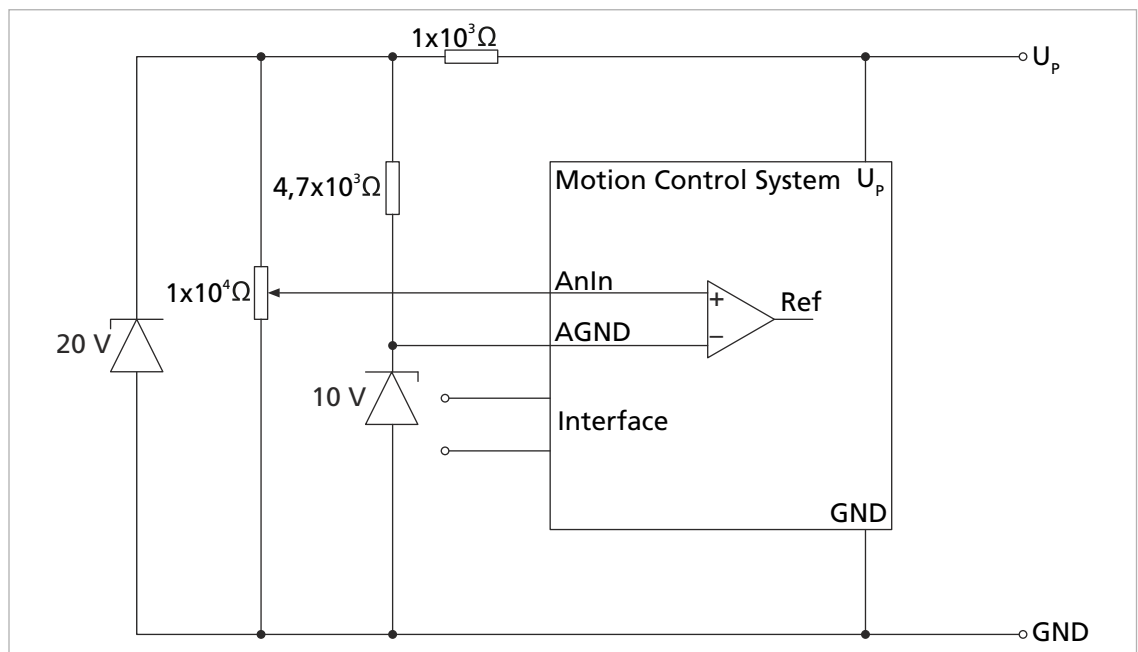 1x10³Ω
U_P
4,7x10³Ω
Motion Control System
U_P
1x10⁴Ω
AnIn
+
Ref
20 V
AGND
−
10 V
Interface
GND
GND